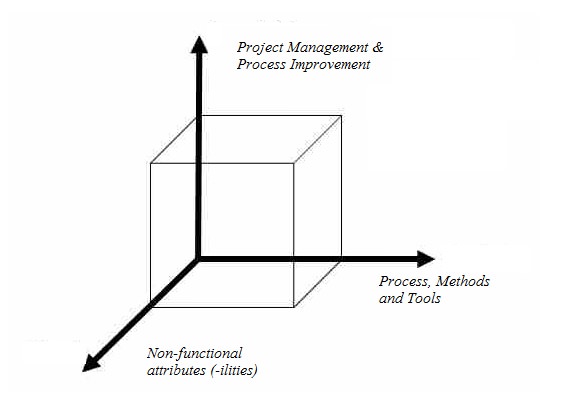 Project Management &
Process Improvement
Process, Methods
and Tools
Non-functional
attributes (-ilities)